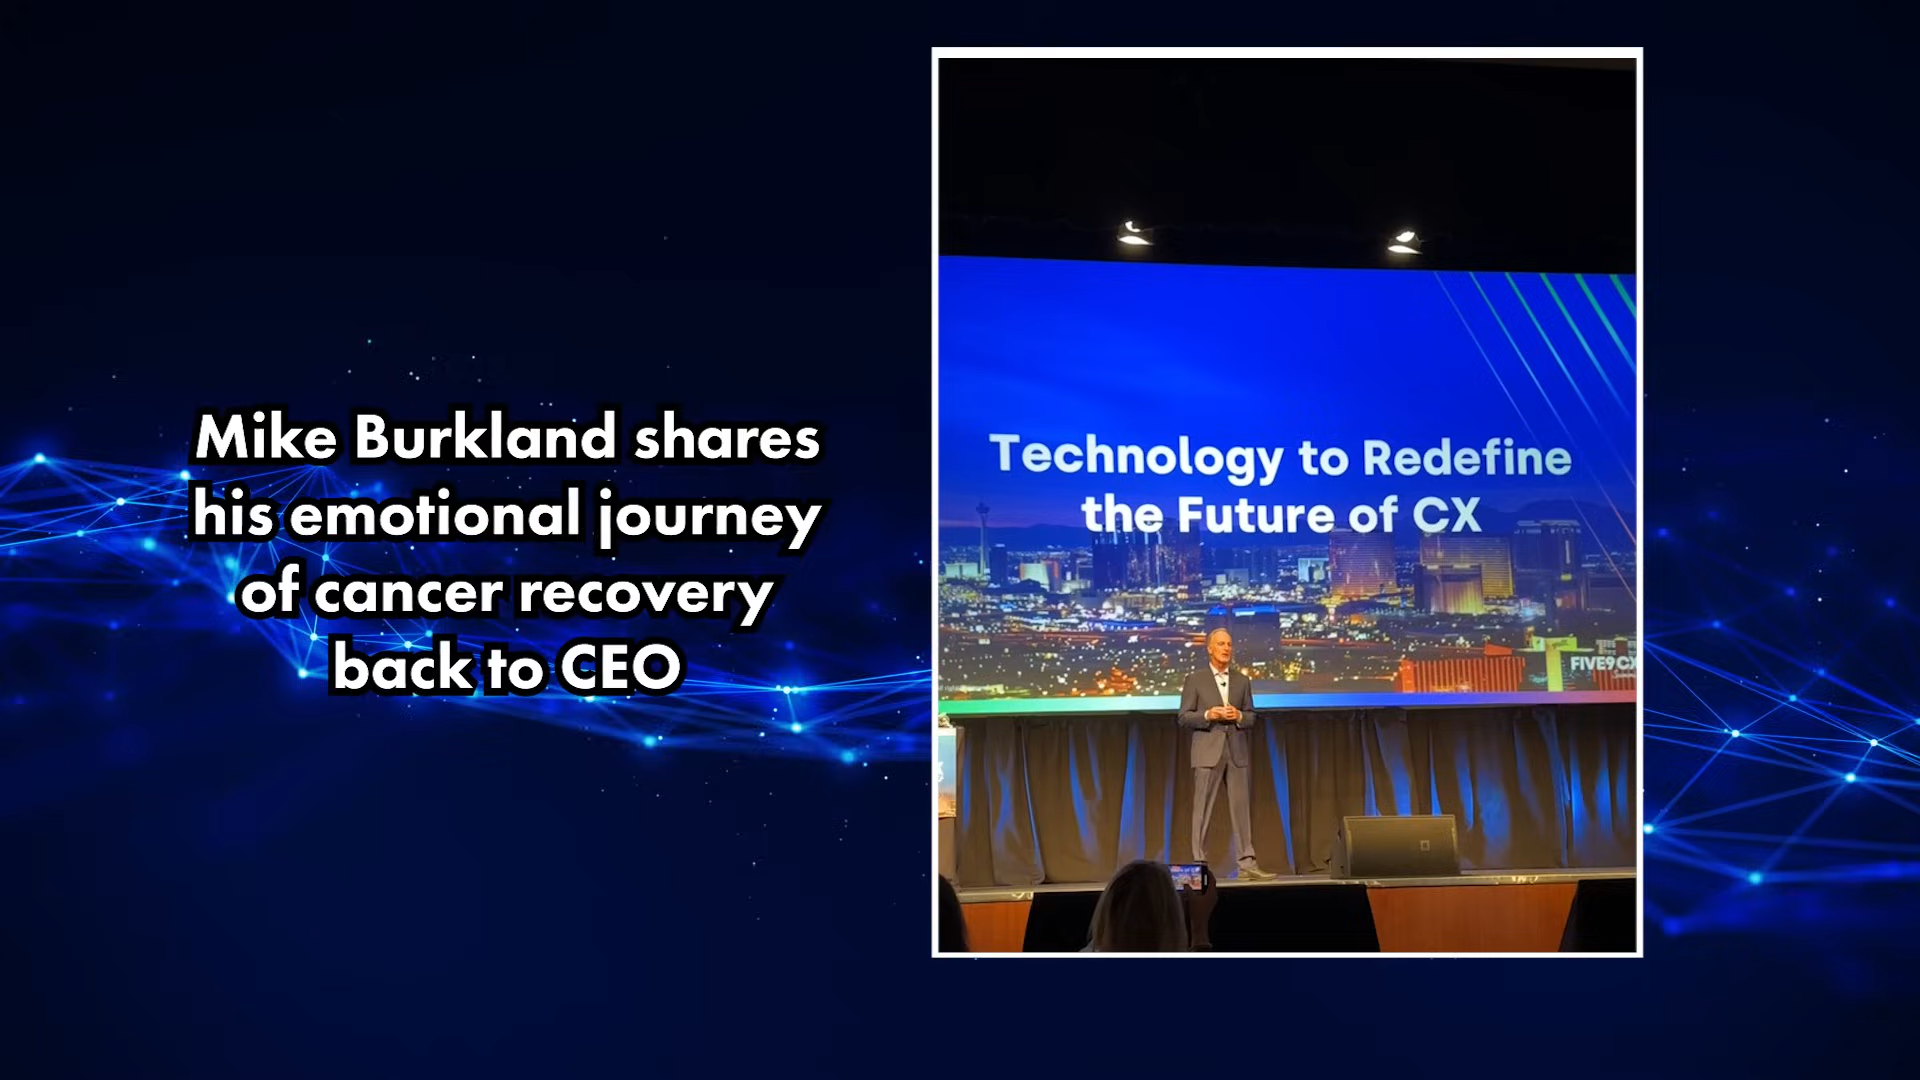 Mike Burkland shares
his emotional journey
of cancer recovery
back to CEO
Technology to Redefine
the Future of CX
FIVE9 CX
Summit